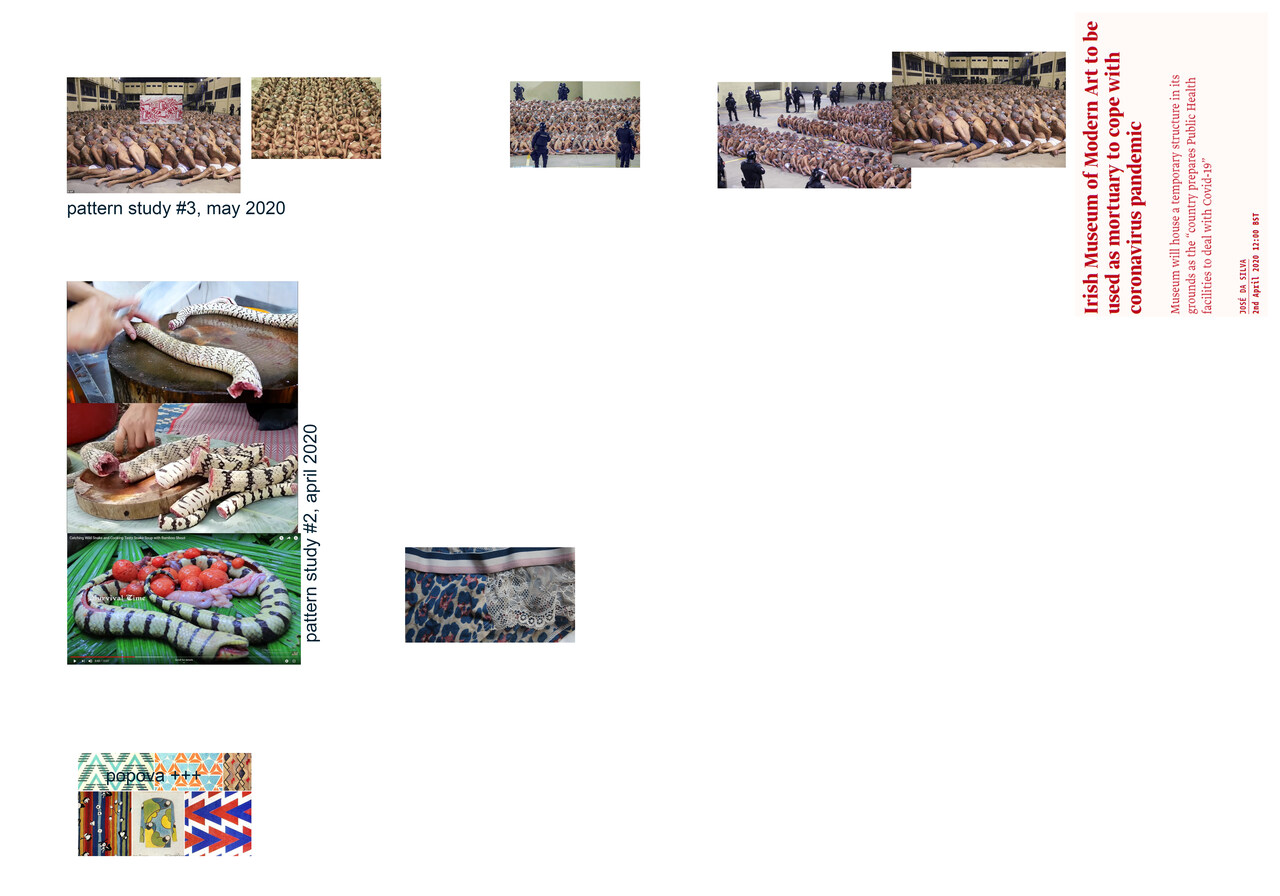 pattern study #3, may 2020
Irish Museum of Modern Art to be
used as mortuary to cope with
coronavirus pandemic
Museum will house a temporary structure in its
grounds as the “country prepares Public Health
facilities to deal with Covid-19”
JOSÉ DA SILVA
2nd April 2020 12:00 BST
pattern study #2, april 2020
Catching Wild Snake and Cooking Tasty Snake Soup with Bamboo Shoot
Survival Time
popova +++